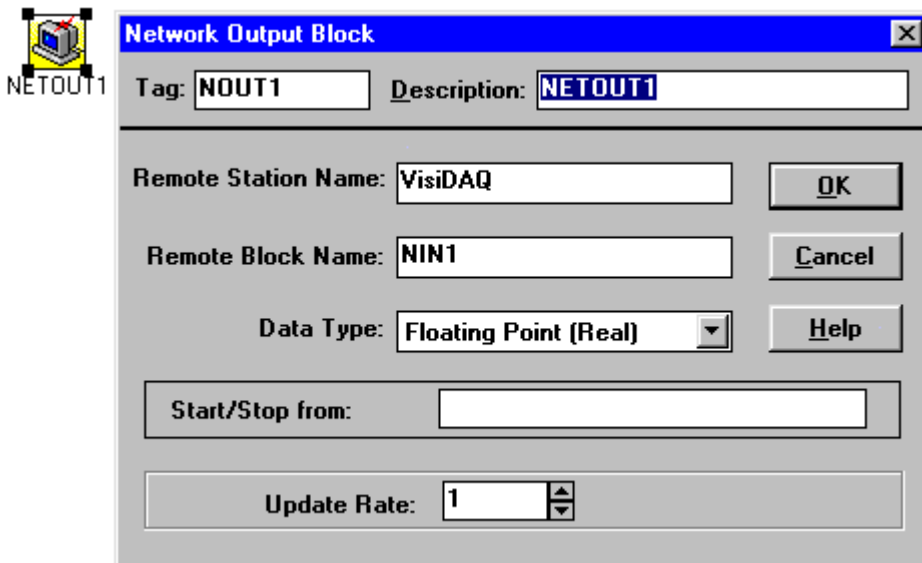 NETOUT1
Network Output Block
Tag: NOUT1 Description: NETOUT1
Remote Station Name: VisiDAQ
OK
Remote Block Name: NIN1
Cancel
Data Type: Floating Point (Real)
Help
Start/Stop from:
Update Rate: 1